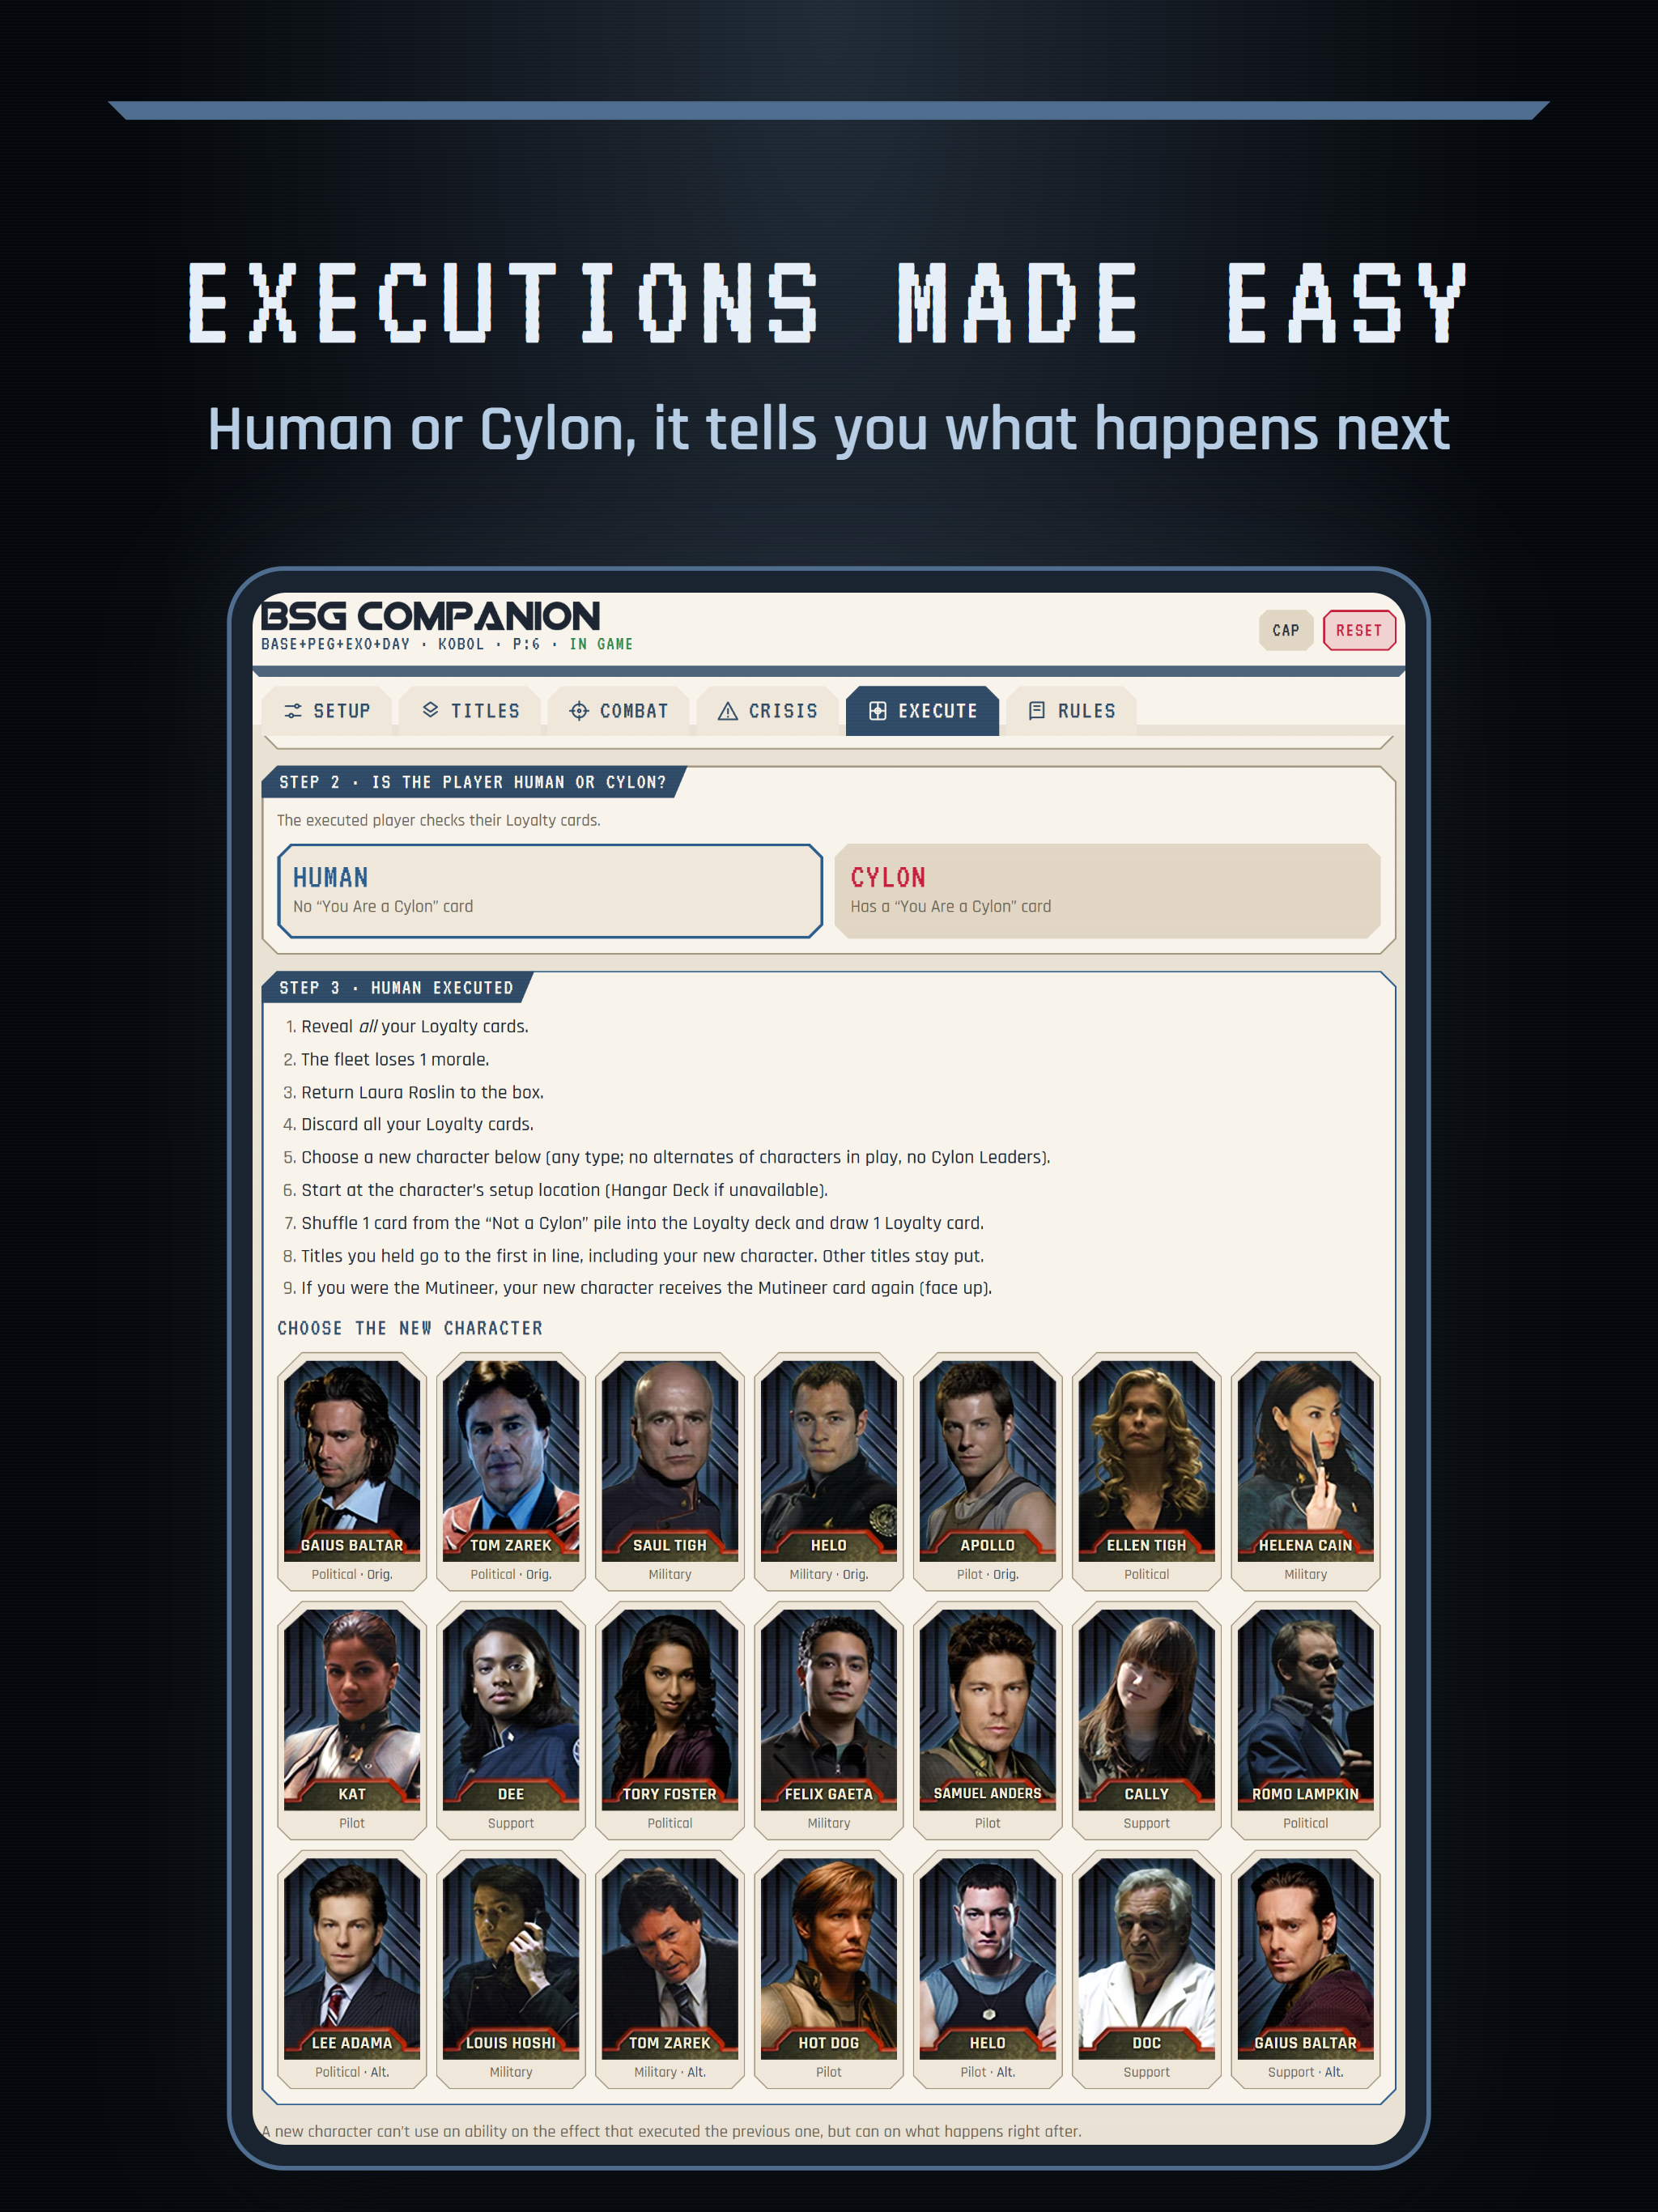 EXECUTIONS MADE EASY
Human or Cylon, it tells you what happens next
BSG COMPANION
BASE+PEG+EXO+DAY · KOBOL · P:6 · IN GAME
CAP
RESET
SETUP
TITLES
COMBAT
CRISIS
EXECUTE
RULES
STEP 2 · IS THE PLAYER HUMAN OR CYLON?
The executed player checks their Loyalty cards.
HUMAN
No “You Are a Cylon” card
CYLON
Has a “You Are a Cylon” card
STEP 3 · HUMAN EXECUTED
1. Reveal all your Loyalty cards.
2. The fleet loses 1 morale.
3. Return Laura Roslin to the box.
4. Discard all your Loyalty cards.
5. Choose a new character below (any type; no alternates of characters in play, no Cylon Leaders).
6. Start at the character’s setup location (Hangar Deck if unavailable).
7. Shuffle 1 card from the “Not a Cylon” pile into the Loyalty deck and draw 1 Loyalty card.
8. Titles you held go to the first in line, including your new character. Other titles stay put.
9. If you were the Mutineer, your new character receives the Mutineer card again (face up).
CHOOSE THE NEW CHARACTER
GAIUS BALTAR
Political · Orig.
TOM ZAREK
Political · Orig.
SAUL TIGH
Military
HELO
Military · Orig.
APOLLO
Pilot · Orig.
ELLEN TIGH
Political
HELENA CAIN
Military
KAT
Pilot
DEE
Support
TORY FOSTER
Political
FELIX GAETA
Military
SAMUEL ANDERS
Pilot
CALLY
Support
ROMO LAMPKIN
Political
LEE ADAMA
Political · Alt.
LOUIS HOSHI
Military
TOM ZAREK
Military · Alt.
HOT DOG
Pilot
HELO
Pilot · Alt.
DOC
Support
GAIUS BALTAR
Support · Alt.
A new character can’t use an ability on the effect that executed the previous one, but can on what happens right after.